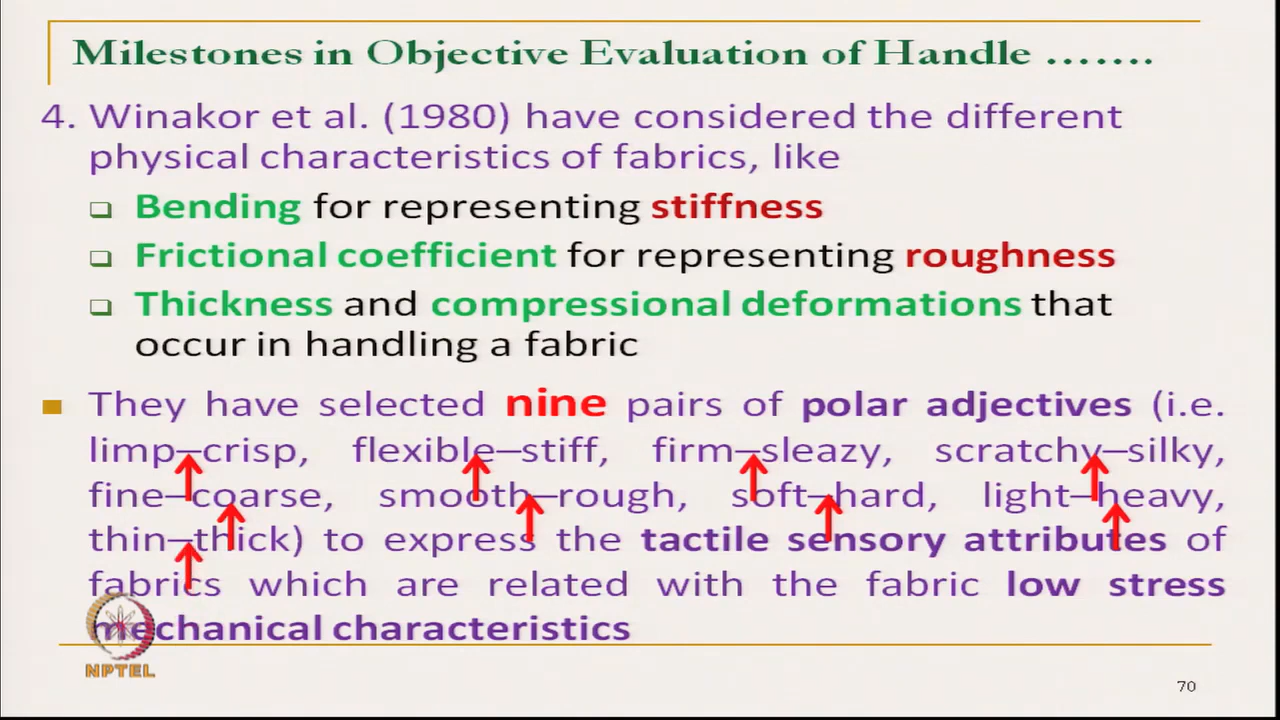 Milestones in Objective Evaluation of Handle …….
4. Winakor et al. (1980) have considered the different
physical characteristics of fabrics, like
❑ Bending for representing stiffness
❑ Frictional coefficient for representing roughness
❑ Thickness and compressional deformations that
occur in handling a fabric
■ They have selected nine pairs of polar adjectives (i.e.
limp–crisp, flexible–stiff, firm–sleazy, scratchy–silky,
fine–coarse, smooth–rough, soft–hard, light–heavy,
thin–thick) to express the tactile sensory attributes of
fabrics which are related with the fabric low stress
mechanical characteristics
NPTEL
70